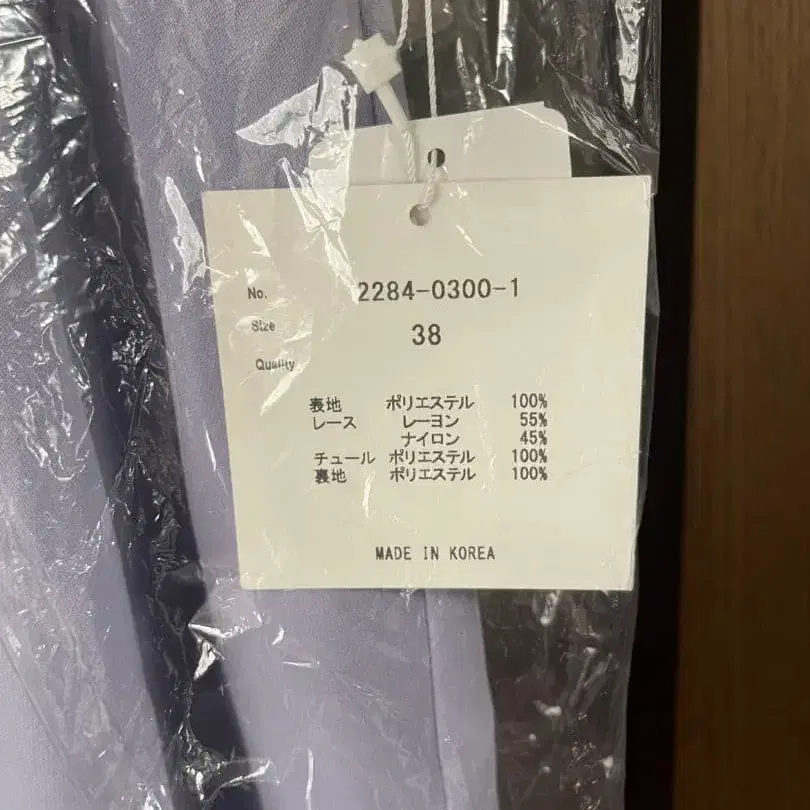 No. 2284-0300-1
Size 38
Quality
表地 ポリエステル 100%
レース レーヨン 55%
ナイロン 45%
チュール ポリエステル 100%
裏地 ポリエステル 100%
MADE IN KOREA